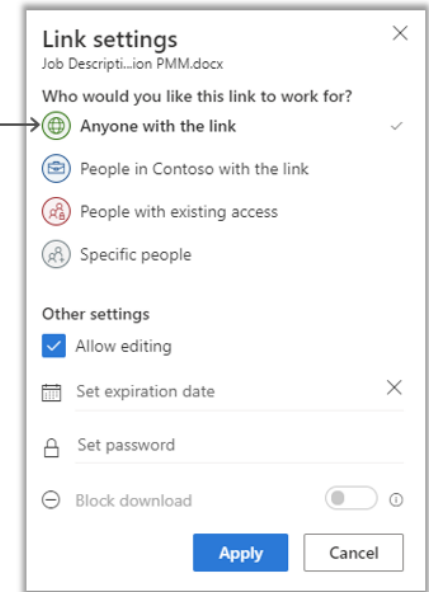 Link settings
Job Descripti...ion PMM.docx
Who would you like this link to work for?
Anyone with the link
People in Contoso with the link
People with existing access
Specific people
Other settings
Allow editing
Set expiration date
Set password
Block download
Apply Cancel